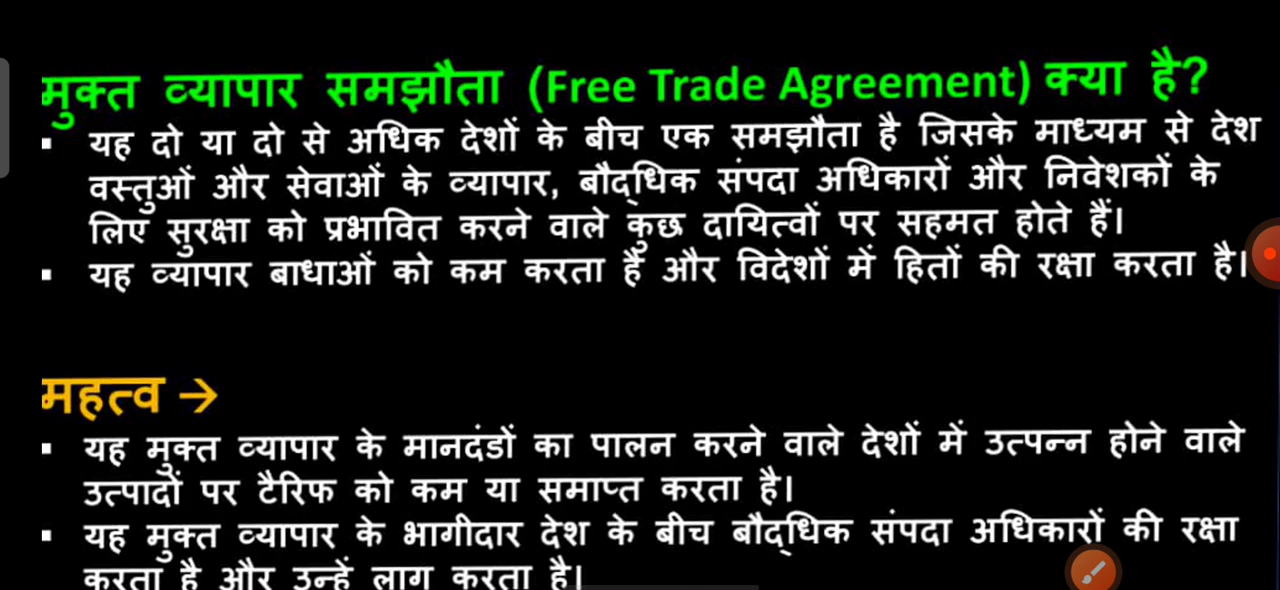 मुक्त व्यापार समझौता (Free Trade Agreement) क्या है?
▪ यह दो या दो से अधिक देशों के बीच एक समझौता है जिसके माध्यम से देश
वस्तुओं और सेवाओं के व्यापार, बौद्धिक संपदा अधिकारों और निवेशकों के
लिए सुरक्षा को प्रभावित करने वाले कुछ दायित्वों पर सहमत होते हैं।
▪ यह व्यापार बाधाओं को कम करता है और विदेशों में हितों की रक्षा करता है।
महत्व →
▪ यह मुक्त व्यापार के मानदंडों का पालन करने वाले देशों में उत्पन्न होने वाले
उत्पादों पर टैरिफ को कम या समाप्त करता है।
▪ यह मुक्त व्यापार के भागीदार देश के बीच बौद्धिक संपदा अधिकारों की रक्षा
करता है और उन्हें लागू करता है।